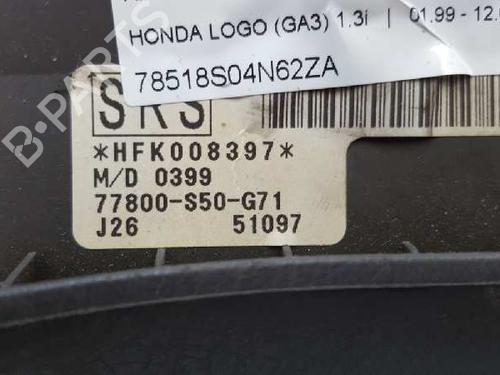 HONDA LOGO (GA3) 1.3i | 01.99 - 12.
78518S04N62ZA
SRS
*HFK008397*
M/D 0399
77800-S50-G71
J26 51097